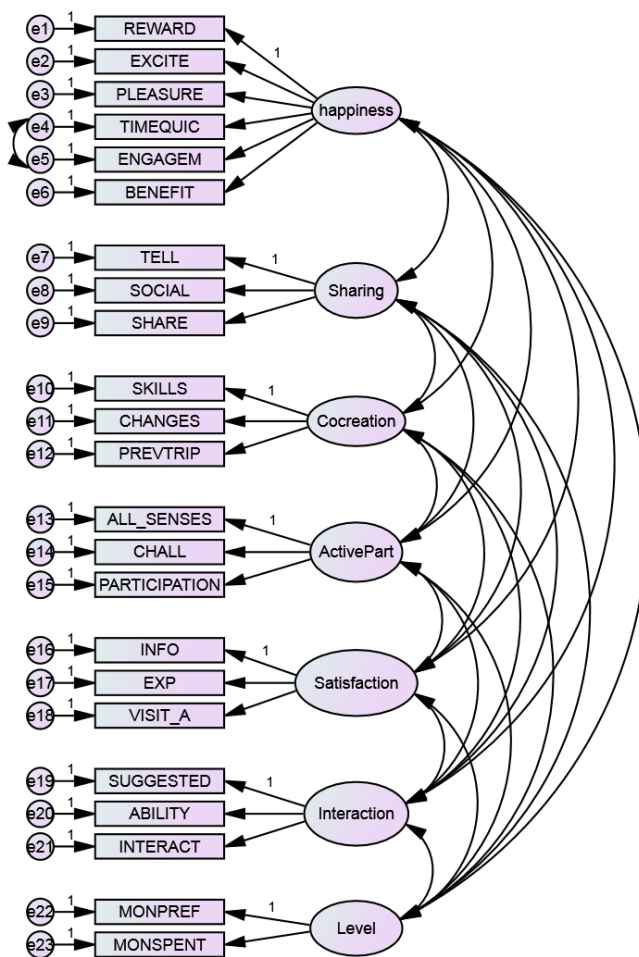 e1 1 REWARD 1
e2 1 EXCITE
e3 1 PLEASURE
happiness
e4 1 TIMEQUIC
e5 1 ENGAGEM
e6 1 BENEFIT
e7 1 TELL 1
e8 1 SOCIAL Sharing
e9 1 SHARE
e10 1 SKILLS 1
e11 1 CHANGES Cocreation
e12 1 PREVTRIP
e13 1 ALL_SENSES 1
e14 1 CHALL ActivePart
e15 1 PARTICIPATION
e16 1 INFO 1
e17 1 EXP Satisfaction
e18 1 VISIT_A
e19 1 SUGGESTED 1
e20 1 ABILITY Interaction
e21 1 INTERACT
e22 1 MONPREF 1
Level
e23 1 MONSPENT